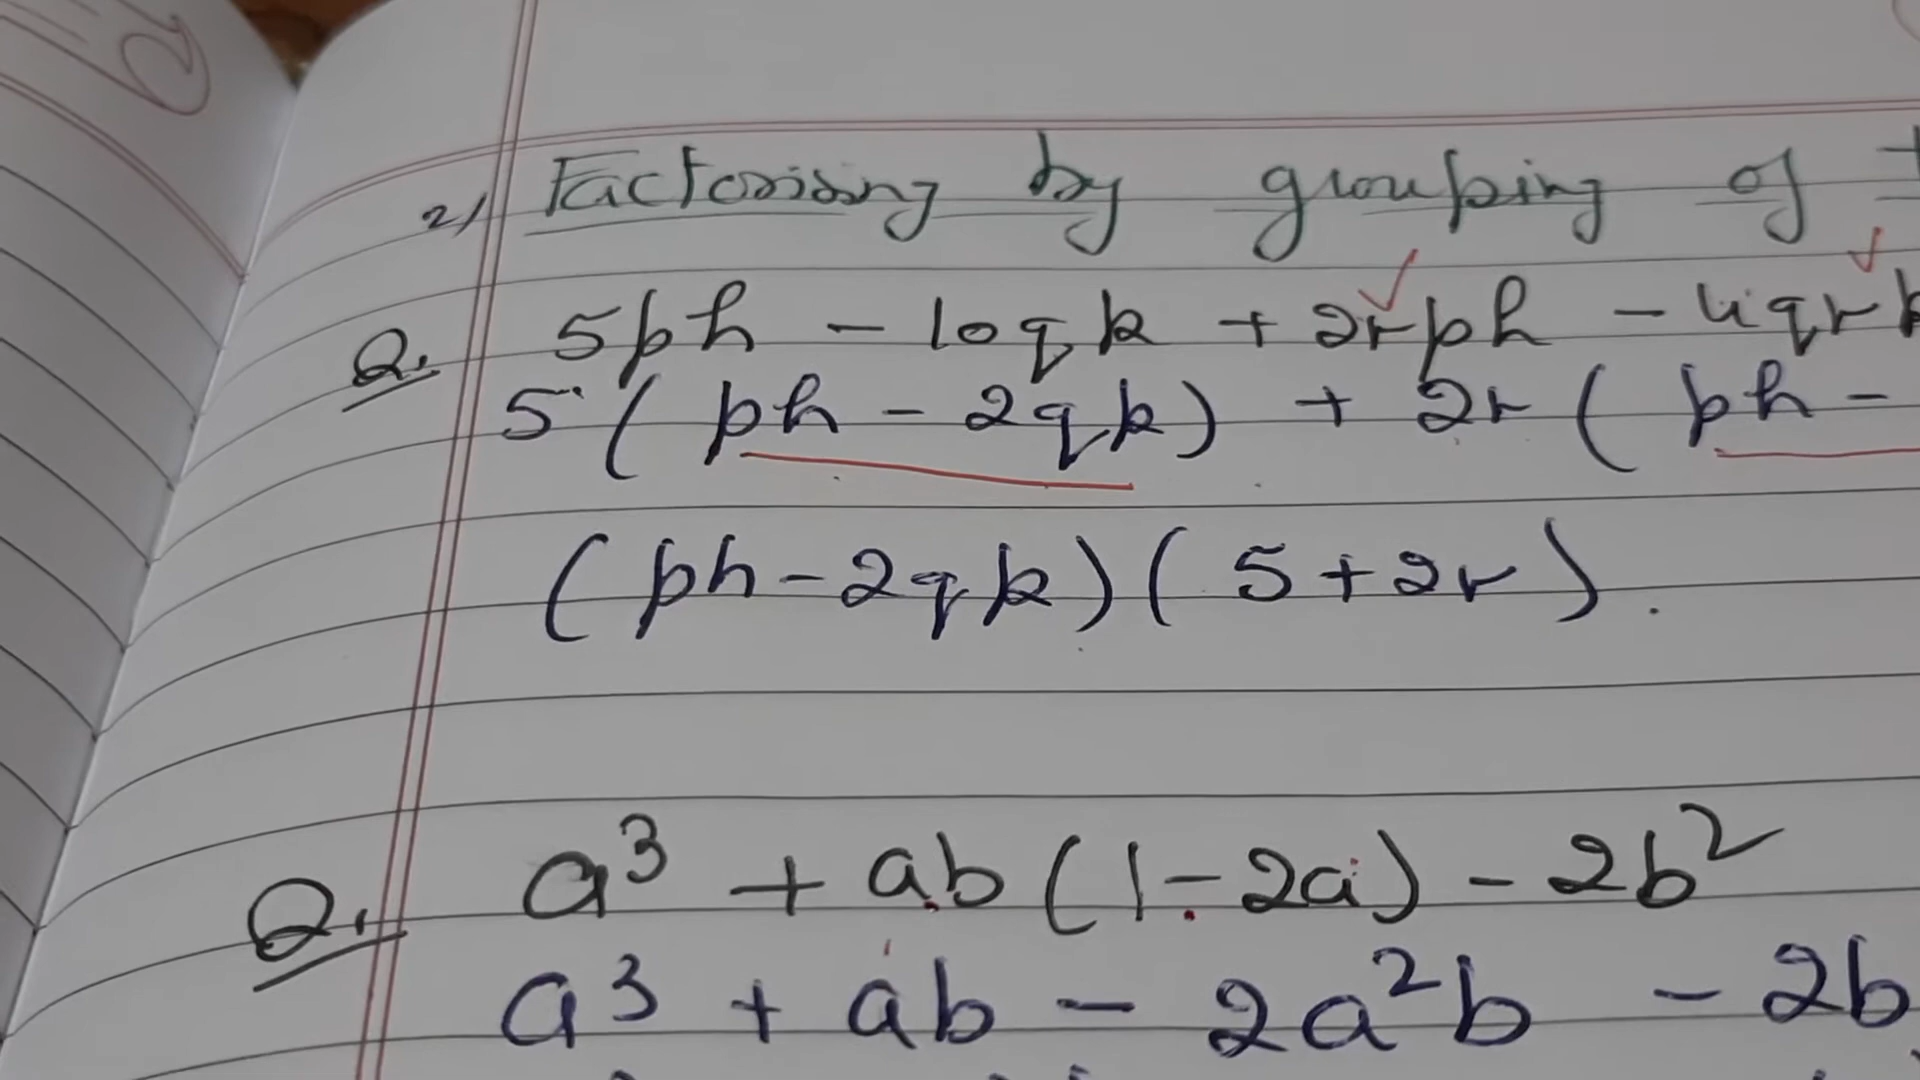 2) Factorising by grouping of
Q. 5ph - 10qk + 2rph - 4qrk
5(ph - 2qk) + 2r(ph -
(ph-2qk)(5+2r).
Q. a³ + ab(1-2a) - 2b²
a³ + ab - 2a²b - 2b